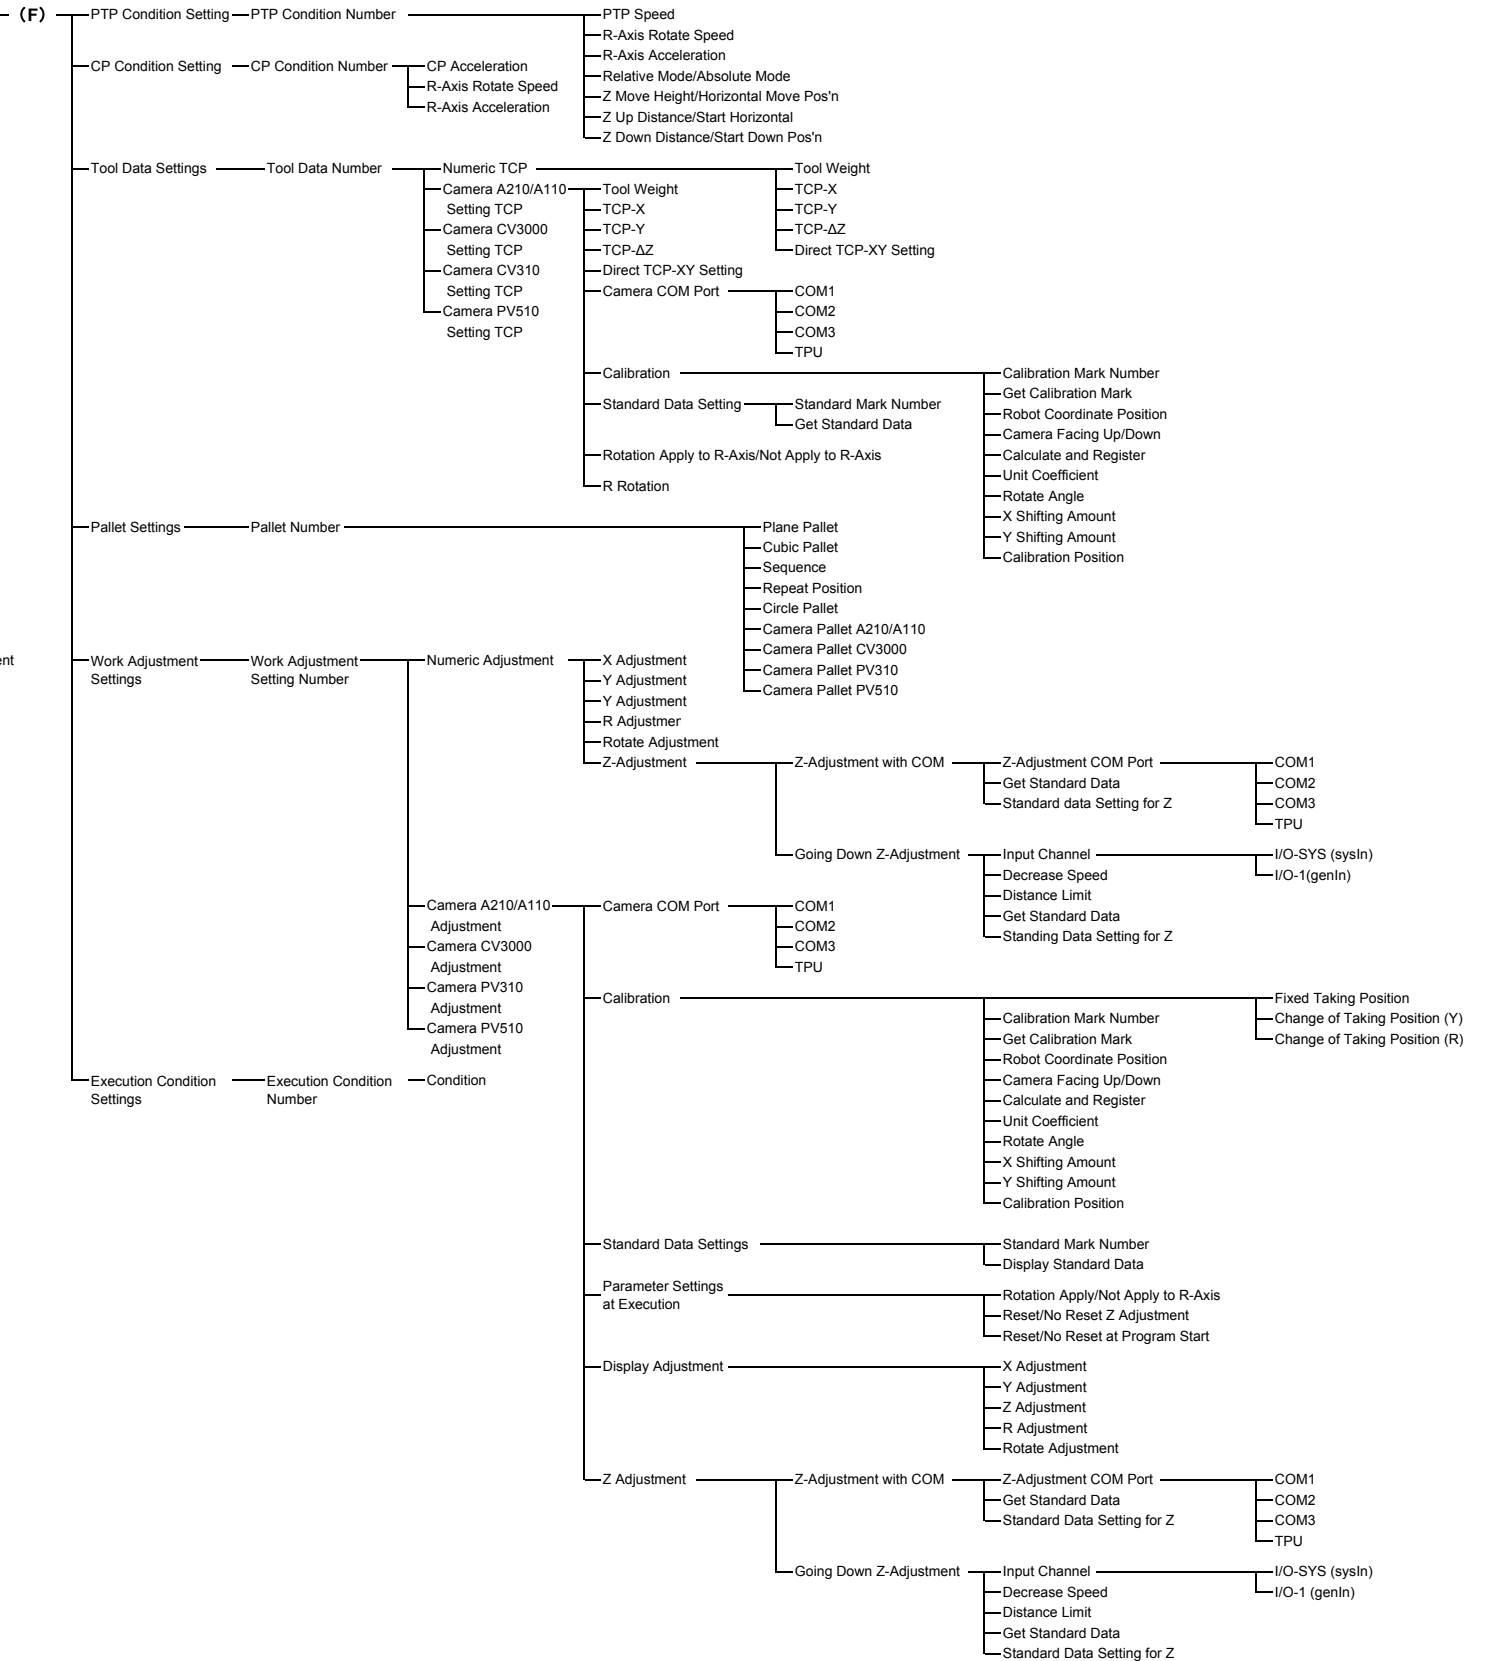 (F)
PTP Condition Setting
PTP Condition Number
PTP Speed
R-Axis Rotate Speed
R-Axis Acceleration
Relative Mode/Absolute Mode
Z Move Height/Horizontal Move Pos'n
Z Up Distance/Start Horizontal
Z Down Distance/Start Down Pos'n
CP Condition Setting
CP Condition Number
CP Acceleration
R-Axis Rotate Speed
R-Axis Acceleration
Tool Data Settings
Tool Data Number
Numeric TCP
Tool Weight
TCP-X
TCP-Y
TCP-ΔZ
Direct TCP-XY Setting
Camera A210/A110
Setting TCP
Camera CV3000
Setting TCP
Camera CV310
Setting TCP
Camera PV510
Setting TCP
Tool Weight
TCP-X
TCP-Y
TCP-ΔZ
Direct TCP-XY Setting
Camera COM Port
COM1
COM2
COM3
TPU
Calibration
Calibration Mark Number
Get Calibration Mark
Robot Coordinate Position
Camera Facing Up/Down
Calculate and Register
Unit Coefficient
Rotate Angle
X Shifting Amount
Y Shifting Amount
Calibration Position
Standard Data Setting
Standard Mark Number
Get Standard Data
Rotation Apply to R-Axis/Not Apply to R-Axis
R Rotation
Pallet Settings
Pallet Number
Plane Pallet
Cubic Pallet
Sequence
Repeat Position
Circle Pallet
Camera Pallet A210/A110
Camera Pallet CV3000
Camera Pallet PV310
Camera Pallet PV510
ent
Work Adjustment
Settings
Work Adjustment
Setting Number
Numeric Adjustment
X Adjustment
Y Adjustment
Y Adjustment
R Adjustmer
Rotate Adjustment
Z-Adjustment
Z-Adjustment with COM
Z-Adjustment COM Port
COM1
COM2
COM3
TPU
Get Standard Data
Standard data Setting for Z
Going Down Z-Adjustment
Input Channel
I/O-SYS (sysIn)
I/O-1(genIn)
Decrease Speed
Distance Limit
Get Standard Data
Standing Data Setting for Z
Camera A210/A110
Adjustment
Camera CV3000
Adjustment
Camera PV310
Adjustment
Camera PV510
Adjustment
Camera COM Port
COM1
COM2
COM3
TPU
Calibration
Fixed Taking Position
Change of Taking Position (Y)
Change of Taking Position (R)
Calibration Mark Number
Get Calibration Mark
Robot Coordinate Position
Camera Facing Up/Down
Calculate and Register
Unit Coefficient
Rotate Angle
X Shifting Amount
Y Shifting Amount
Calibration Position
Execution Condition
Settings
Execution Condition
Number
Condition
Standard Data Settings
Standard Mark Number
Display Standard Data
Parameter Settings
at Execution
Rotation Apply/Not Apply to R-Axis
Reset/No Reset Z Adjustment
Reset/No Reset at Program Start
Display Adjustment
X Adjustment
Y Adjustment
Z Adjustment
R Adjustment
Rotate Adjustment
Z Adjustment
Z-Adjustment with COM
Z-Adjustment COM Port
COM1
COM2
COM3
TPU
Get Standard Data
Standard Data Setting for Z
Going Down Z-Adjustment
Input Channel
I/O-SYS (sysIn)
I/O-1 (genIn)
Decrease Speed
Distance Limit
Get Standard Data
Standard Data Setting for Z